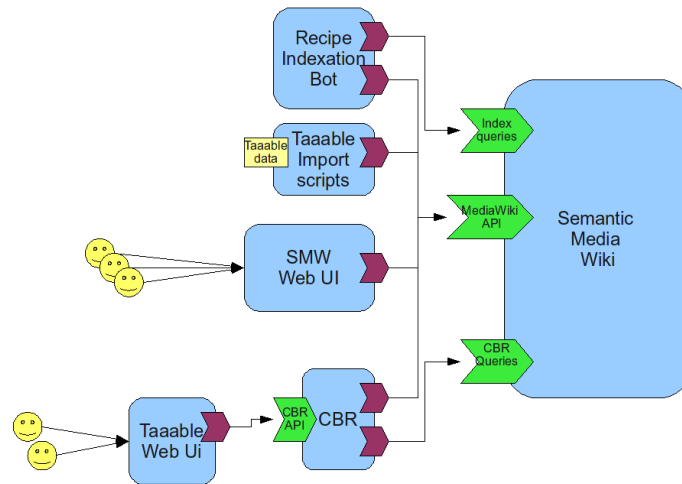 Recipe
Indexation
Bot
Index
queries
Taaable
data
Taaable
Import
scripts
MediaWiki
API
Semantic
Media
Wiki
SMW
Web UI
CBR
Queries
Taaable
Web Ui
CBR
API
CBR